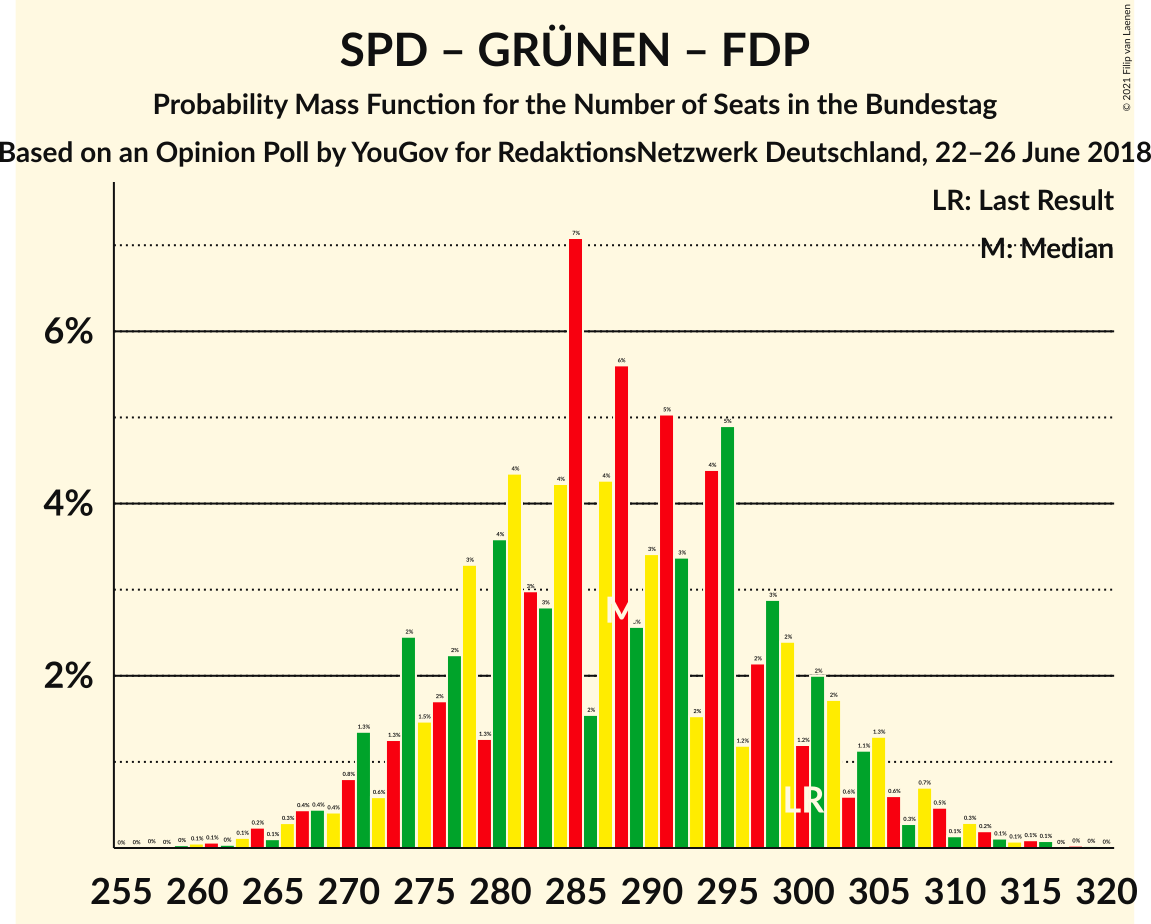 SPD – GRÜNEN – FDP
Probability Mass Function for the Number of Seats in the Bundestag
Based on an Opinion Poll by YouGov for RedaktionsNetzwerk Deutschland, 22–26 June 2018
© 2021 Filip van Laenen
LR: Last Result
M: Median
6%
4%
2%
0% 0% 0% 0% 0% 0.1% 0.1% 0% 0.1% 0.2% 0.1% 0.3% 0.4% 0.4% 0.4% 0.8% 1.3% 0.6% 1.3% 2% 1.5% 2% 2% 3% 1.3% 4% 4% 3% 3% 4% 7% 2% 4% 6% 3% 5% 3% 2% 4% 5% 1.2% 2% 3% 2% 1.2% 2% 2% 0.6% 1.1% 1.3% 0.6% 0.3% 0.7% 0.5% 0.1% 0.3% 0.2% 0.1% 0.1% 0.1% 0.1% 0% 0% 0% 0%
M
LR
255 260 265 270 275 280 285 290 295 300 305 310 315 320